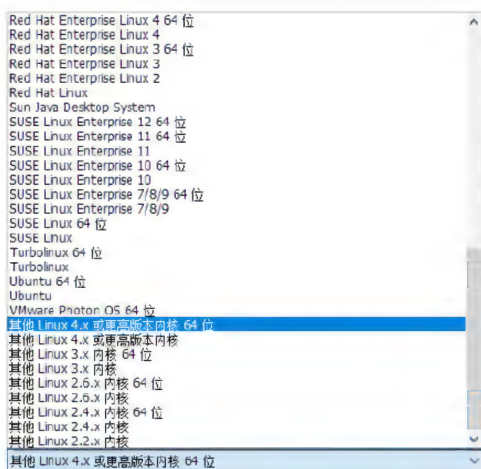 Red Hat Enterprise Linux 4 64 位
Red Hat Enterprise Linux 4
Red Hat Enterprise Linux 3 64 位
Red Hat Enterprise Linux 3
Red Hat Enterprise Linux 2
Red Hat Linux
Sun Java Desktop System
SUSE Linux Enterprise 12 64 位
SUSE Linux Enterprise 11 64 位
SUSE Linux Enterprise 11
SUSE Linux Enterprise 10 64 位
SUSE Linux Enterprise 10
SUSE Linux Enterprise 7/8/9 64 位
SUSE Linux Enterprise 7/8/9
SUSE Linux 64 位
SUSE Linux
Turbolinux 64 位
Turbolinux
Ubuntu 64 位
Ubuntu
VMware Photon OS 64 位
其他 Linux 4.x 或更高版本内核 64 位
其他 Linux 4.x 或更高版本内核
其他 Linux 3.x 内核 64 位
其他 Linux 3.x 内核
其他 Linux 2.6.x 内核 64 位
其他 Linux 2.6.x 内核
其他 Linux 2.4.x 内核 64 位
其他 Linux 2.4.x 内核
其他 Linux 2.2.x 内核
其他 Linux 4.x 或更高版本内核 64 位